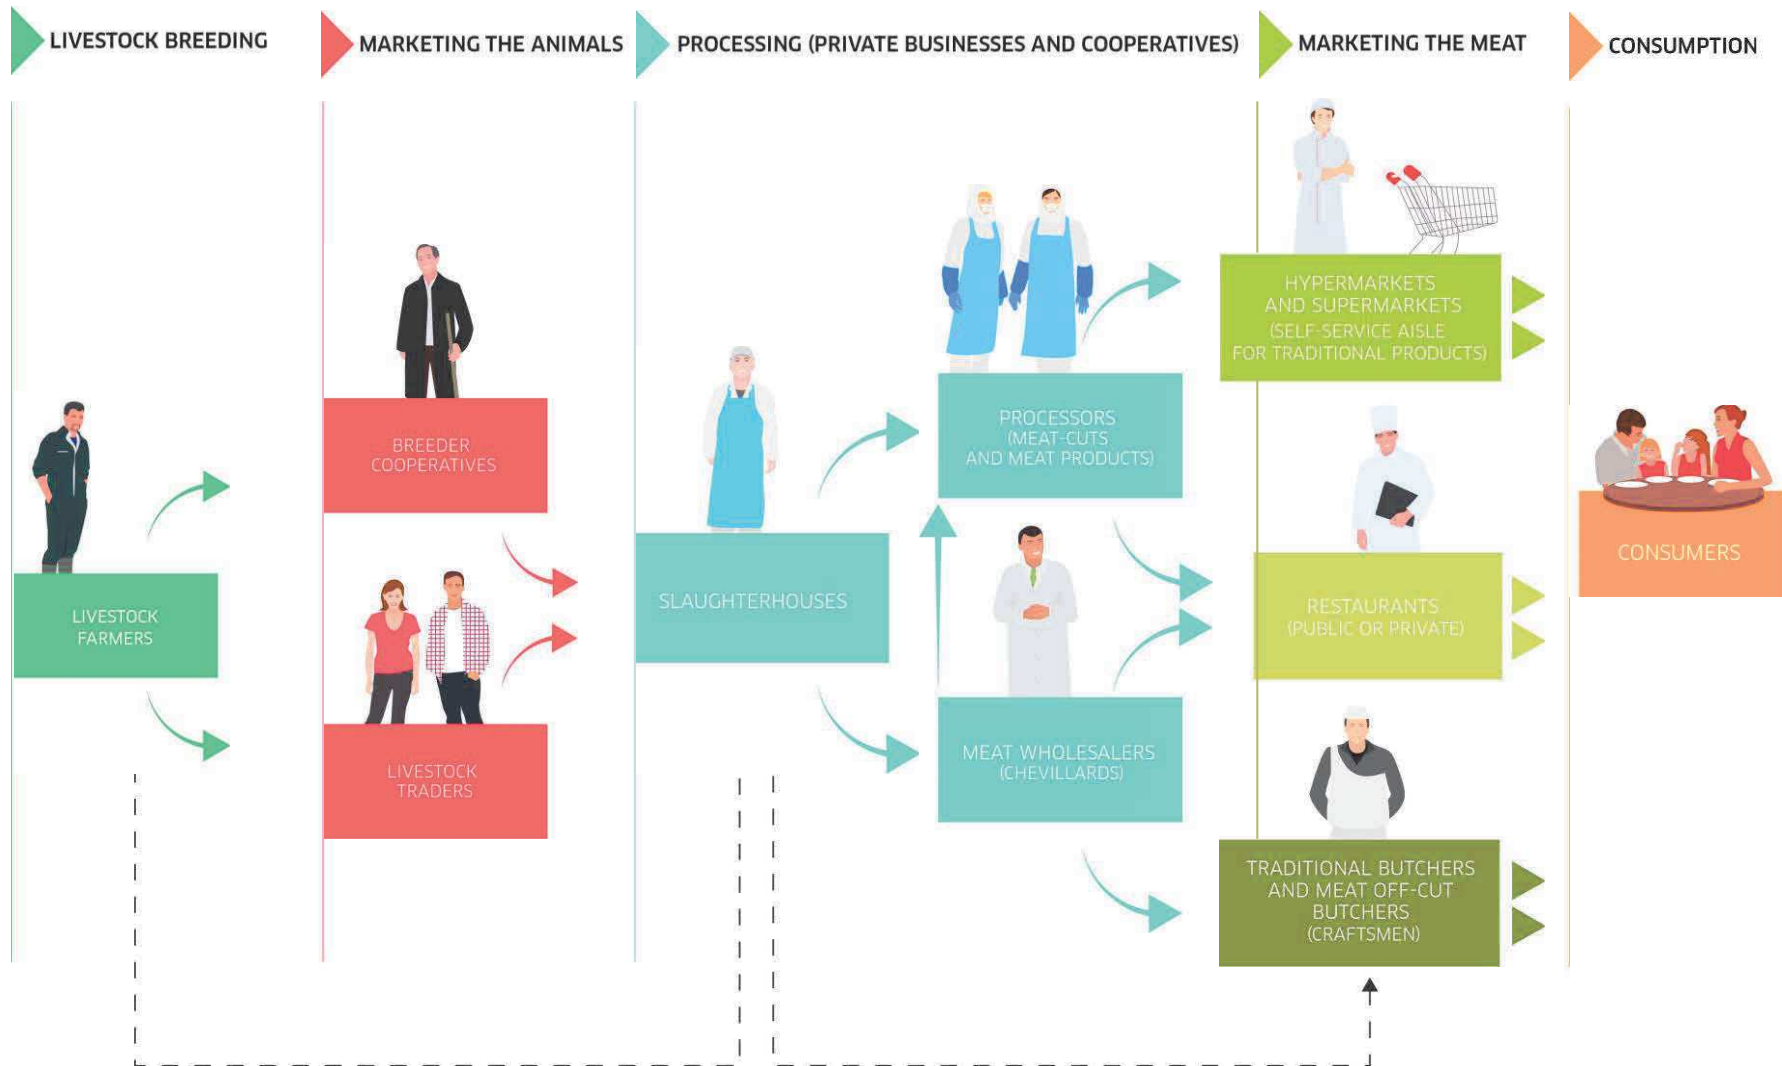 LIVESTOCK BREEDING
MARKETING THE ANIMALS
PROCESSING (PRIVATE BUSINESSES AND COOPERATIVES)
MARKETING THE MEAT
CONSUMPTION
LIVESTOCK
FARMERS
BREEDER
COOPERATIVES
LIVESTOCK
TRADERS
SLAUGHTERHOUSES
PROCESSORS
(MEAT-CUTS
AND MEAT PRODUCTS)
MEAT WHOLESALERS
(CHEVILLARDS)
HYPERMARKETS
AND SUPERMARKETS
(SELF-SERVICE AISLE
FOR TRADITIONAL PRODUCTS)
RESTAURANTS
(PUBLIC OR PRIVATE)
TRADITIONAL BUTCHERS
AND MEAT OFF-CUT
BUTCHERS
(CRAFTSMEN)
CONSUMERS